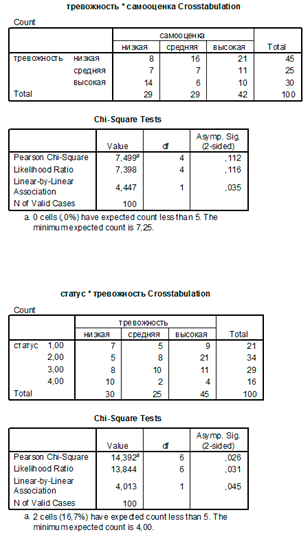 тревожность * самооценка Crosstabulation
Count
самооценка
низкая средняя высокая Total
тревожность низкая 8 16 21 45
средняя 7 7 11 25
высокая 14 6 10 30
Total 29 29 42 100
Chi-Square Tests
Value df Asymp. Sig. (2-sided)
Pearson Chi-Square 7,499a 4 ,112
Likelihood Ratio 7,398 4 ,116
Linear-by-Linear Association 4,447 1 ,035
N of Valid Cases 100
a. 0 cells (,0%) have expected count less than 5. The
minimum expected count is 7,25.
статус * тревожность Crosstabulation
Count
тревожность
низкая средняя высокая Total
статус 1,00 7 5 9 21
2,00 5 8 21 34
3,00 8 10 11 29
4,00 10 2 4 16
Total 30 25 45 100
Chi-Square Tests
Value df Asymp. Sig. (2-sided)
Pearson Chi-Square 14,392a 6 ,026
Likelihood Ratio 13,844 6 ,031
Linear-by-Linear Association 4,013 1 ,045
N of Valid Cases 100
a. 2 cells (16,7%) have expected count less than 5. The
minimum expected count is 4,00.